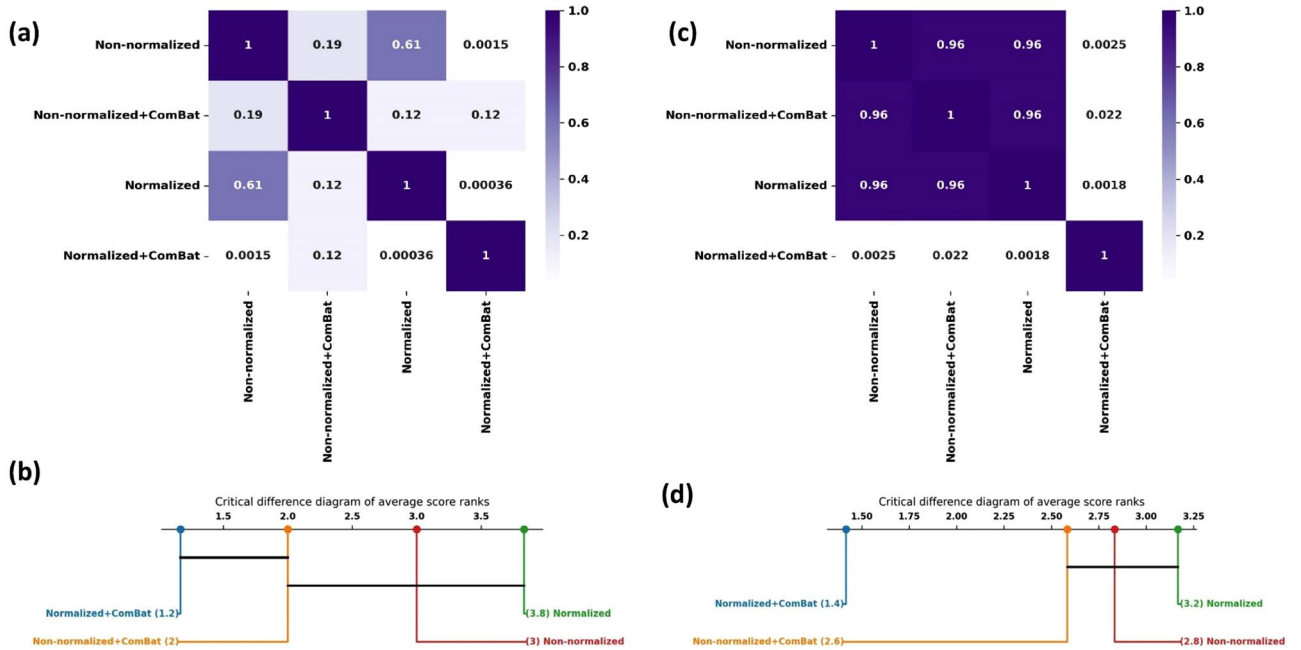 (a)
1.0
Non-normalized
1
0.19
0.61
0.0015
0.8
Non-normalized+ComBat
0.19
1
0.12
0.12
0.6
Normalized
0.61
0.12
1
0.00036
0.4
Normalized+ComBat
0.0015
0.12
0.00036
1
0.2
Non-normalized
Non-normalized+ComBat
Normalized
Normalized+ComBat
(c)
1.0
Non-normalized
1
0.96
0.96
0.0025
0.8
Non-normalized+ComBat
0.96
1
0.96
0.022
0.6
Normalized
0.96
0.96
1
0.0018
0.4
Normalized+ComBat
0.0025
0.022
0.0018
1
0.2
Non-normalized
Non-normalized+ComBat
Normalized
Normalized+ComBat
(b)
Critical difference diagram of average score ranks
1.5 2.0 2.5 3.0 3.5
Normalized+ComBat (1.2)
(3.8) Normalized
Non-normalized+ComBat (2)
(3) Non-normalized
(d)
Critical difference diagram of average score ranks
1.50 1.75 2.00 2.25 2.50 2.75 3.00 3.25
Normalized+ComBat (1.4)
(3.2) Normalized
Non-normalized+ComBat (2.6)
(2.8) Non-normalized